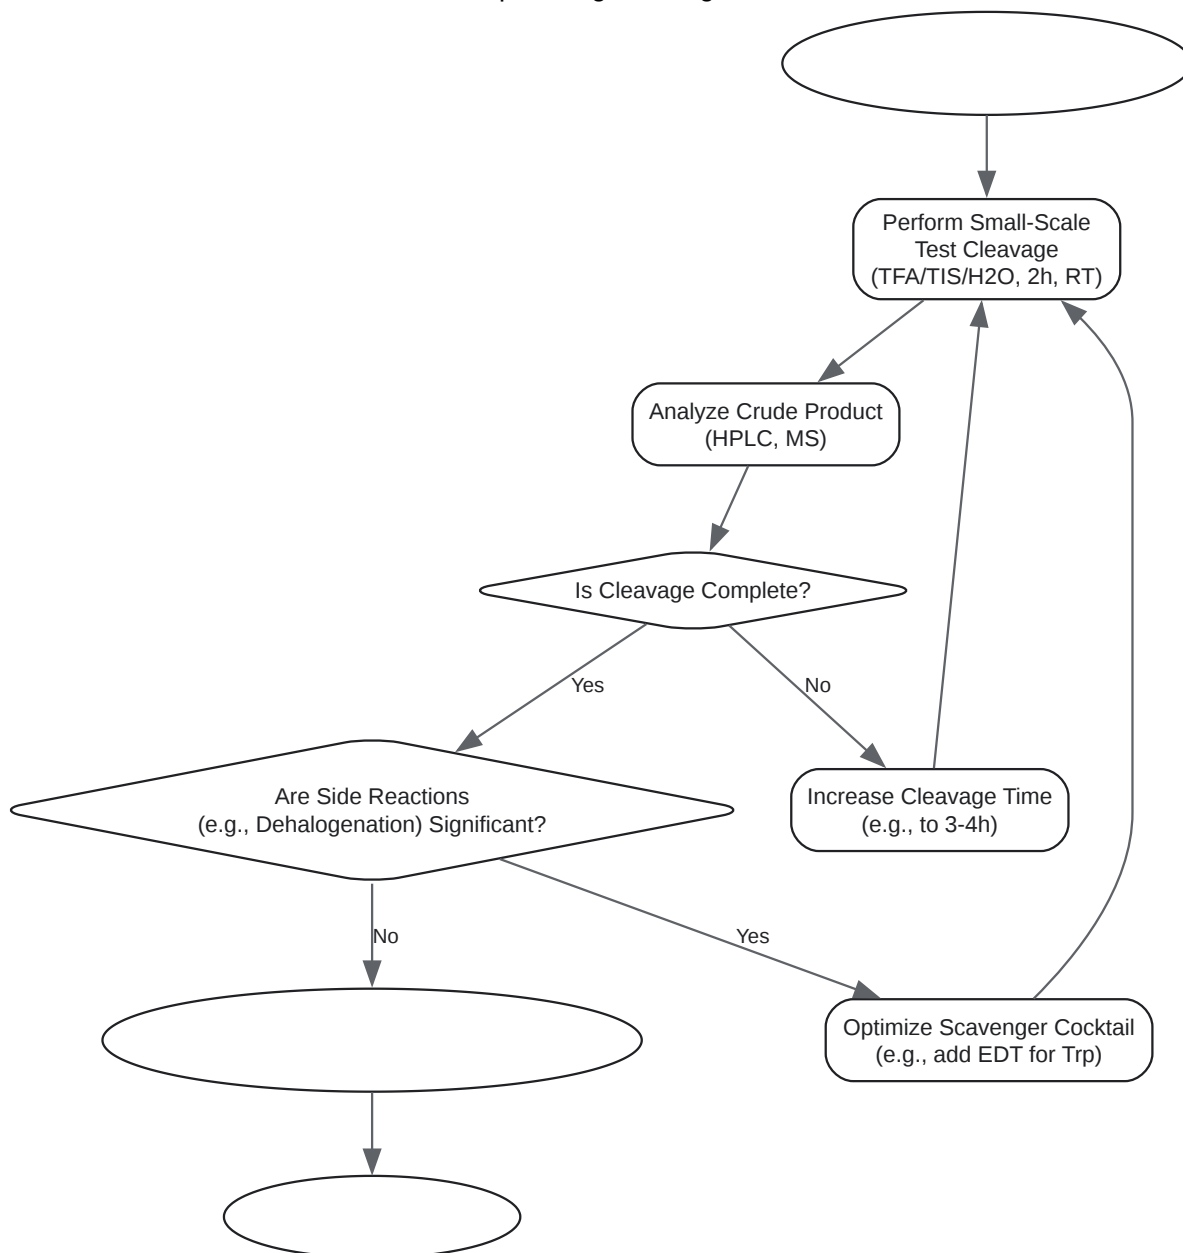 Perform Small-Scale
Test Cleavage
(TFA/TIS/H2O, 2h, RT)
Analyze Crude Product
(HPLC, MS)
Is Cleavage Complete?
Yes
No
Are Side Reactions
(e.g., Dehalogenation) Significant?
Increase Cleavage Time
(e.g., to 3-4h)
No
Yes
Optimize Scavenger Cocktail
(e.g., add EDT for Trp)